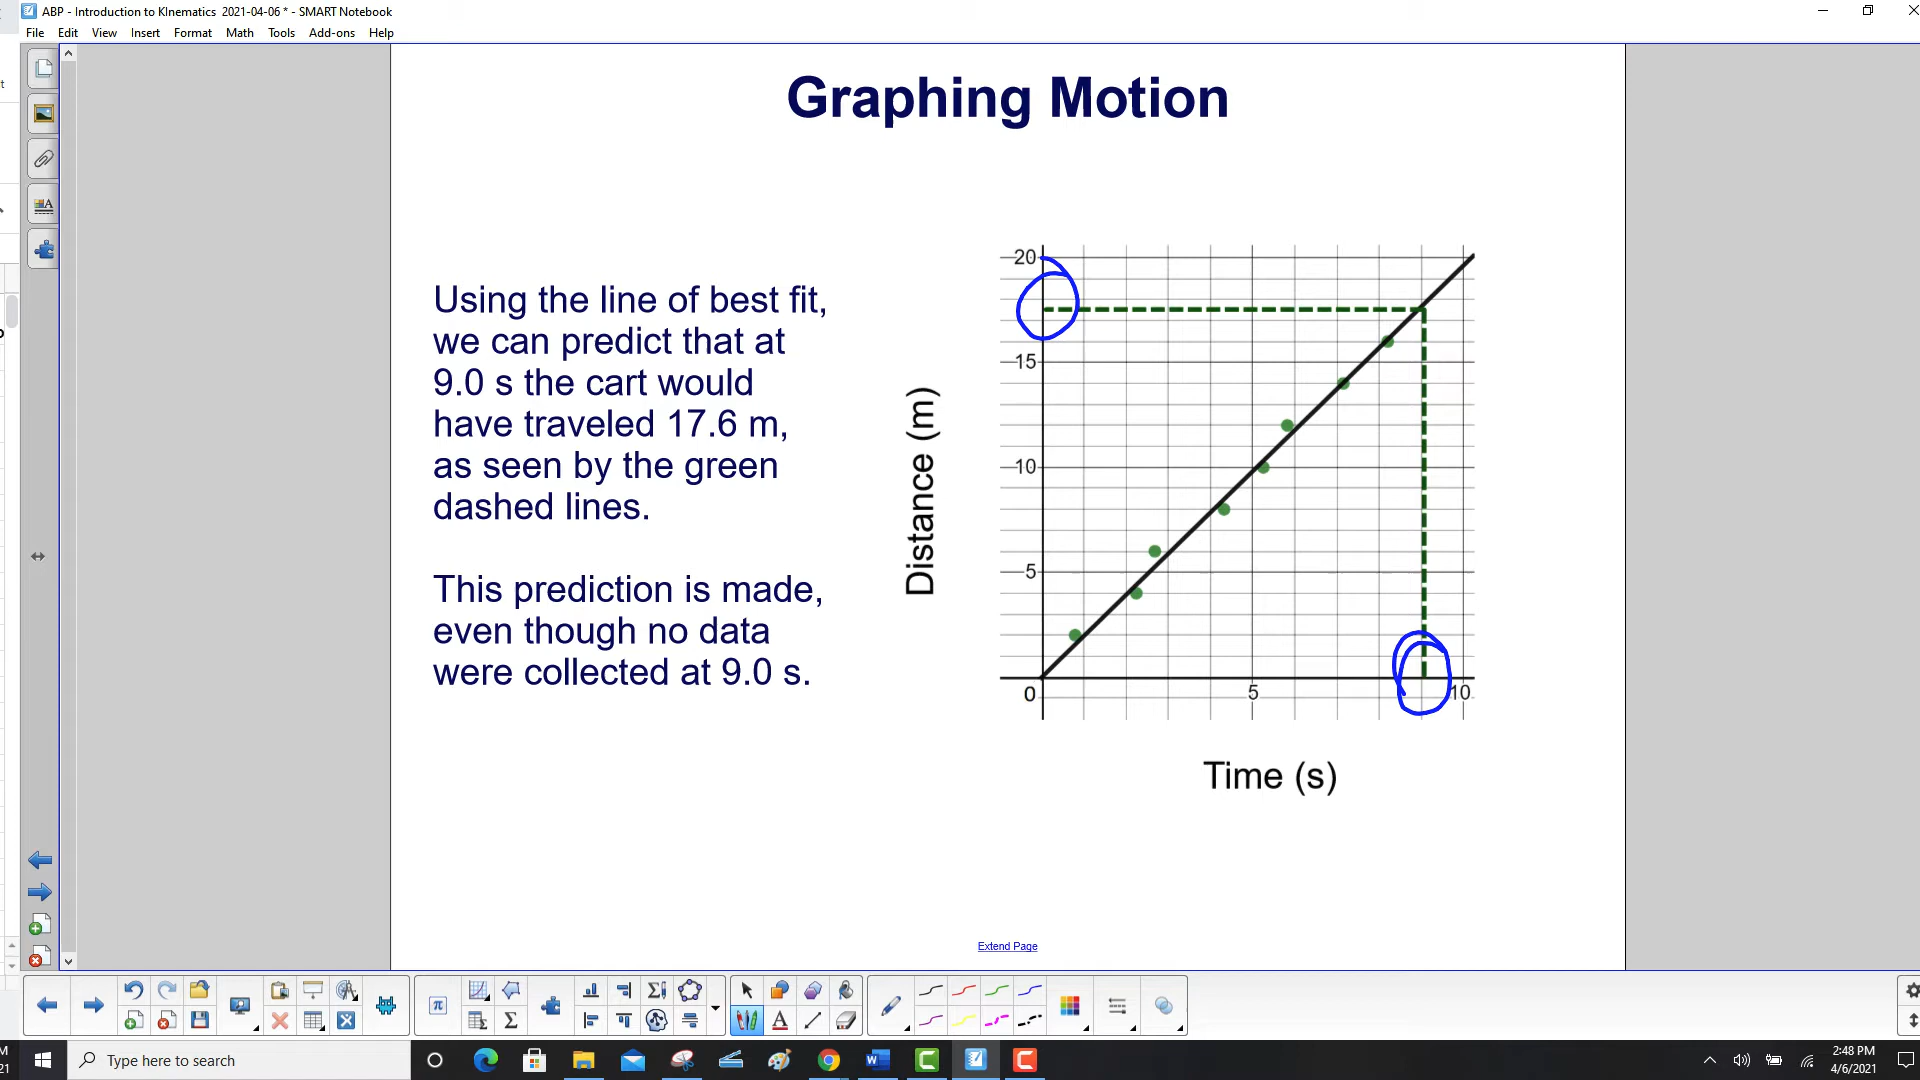 ABP - Introduction to KInematics  2021-04-06 * - SMART Notebook
File Edit View Insert Format Math Tools Add-ons Help
Graphing Motion
Using the line of best fit,
we can predict that at
9.0 s the cart would
have traveled 17.6 m,
as seen by the green
dashed lines.
This prediction is made,
even though no data
were collected at 9.0 s.
Distance (m)
20
15
10
5
0 5 10
Time (s)
Extend Page
Type here to search
2:48 PM
4/6/2021